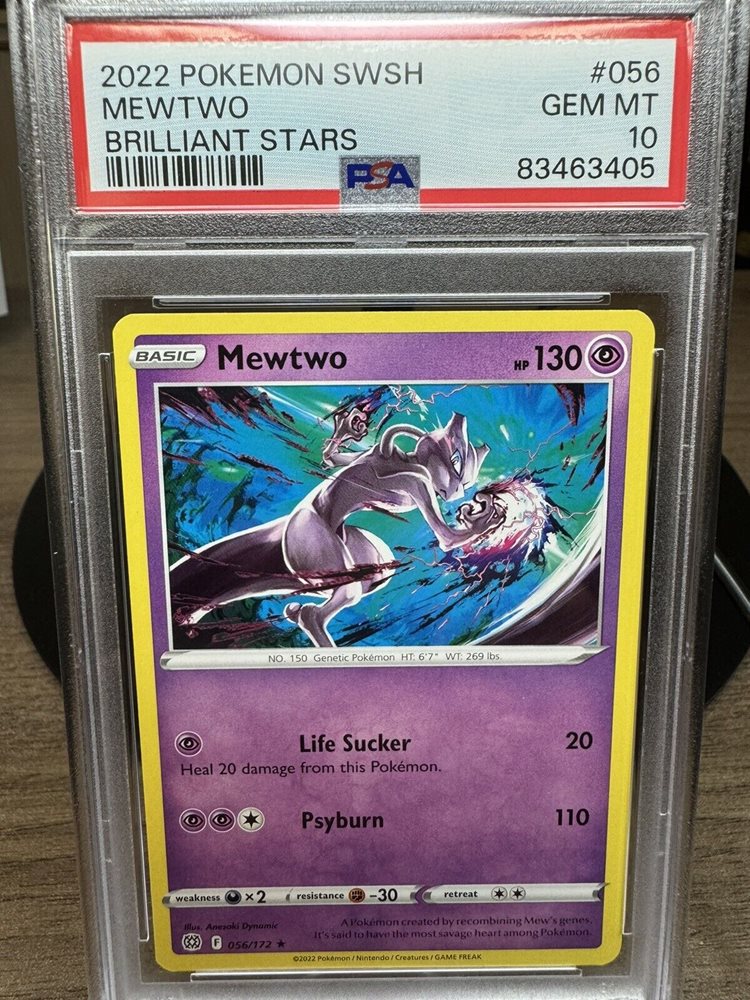 2022 POKEMON SWSH #056
MEWTWO GEM MT
BRILLIANT STARS 10
PSA 83463405
BASIC Mewtwo HP 130
NO. 150 Genetic Pokémon HT: 6'7" WT: 269 lbs.
Life Sucker 20
Heal 20 damage from this Pokémon.
Psyburn 110
weakness ×2 resistance -30 retreat
Illus. Anesaki Dynamic
A Pokémon created by recombining Mew's genes.
It's said to have the most savage heart among Pokémon.
F 056/172 ★
©2022 Pokémon / Nintendo / Creatures / GAME FREAK